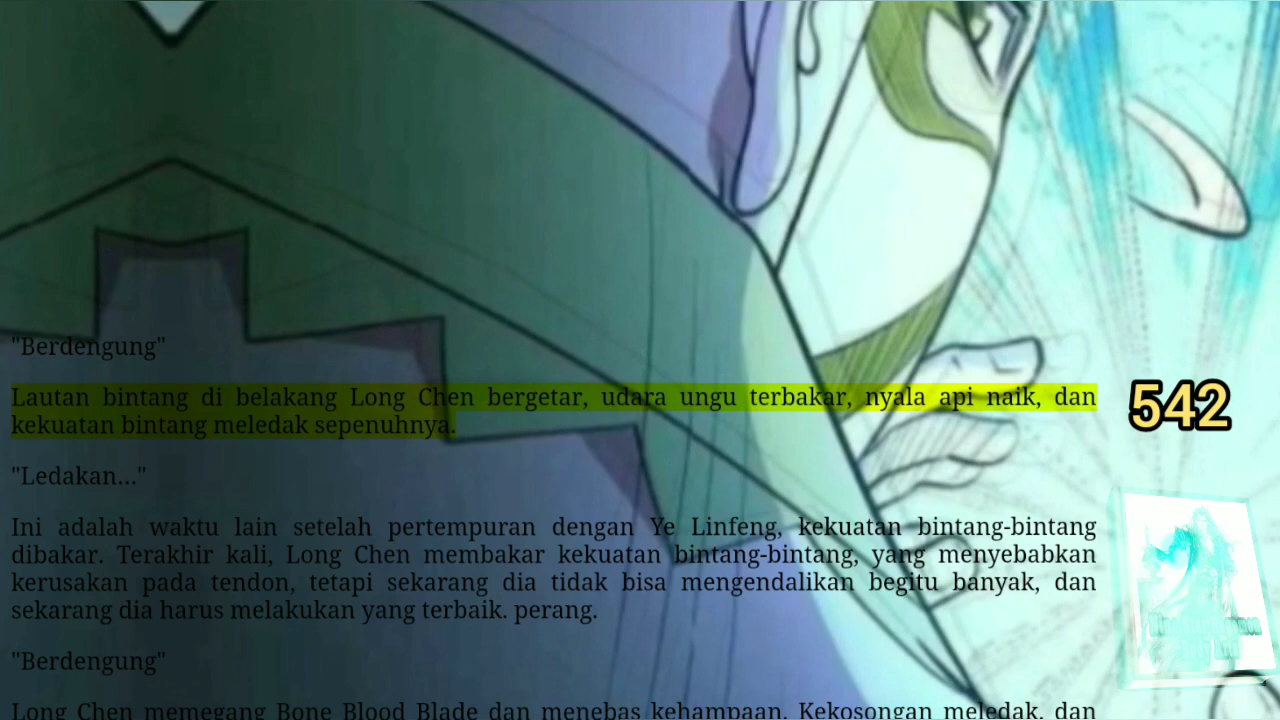 "Berdengung"
Lautan bintang di belakang Long Chen bergetar, udara ungu terbakar, nyala api naik, dan
kekuatan bintang meledak sepenuhnya.
542
"Ledakan..."
Ini adalah waktu lain setelah pertempuran dengan Ye Linfeng, kekuatan bintang-bintang
dibakar. Terakhir kali, Long Chen membakar kekuatan bintang-bintang, yang menyebabkan
kerusakan pada tendon, tetapi sekarang dia tidak bisa mengendalikan begitu banyak, dan
sekarang dia harus melakukan yang terbaik. perang.
"Berdengung"
Long Chen memegang Bone Blood Blade dan menebas kehampaan. Kekosongan meledak, dan